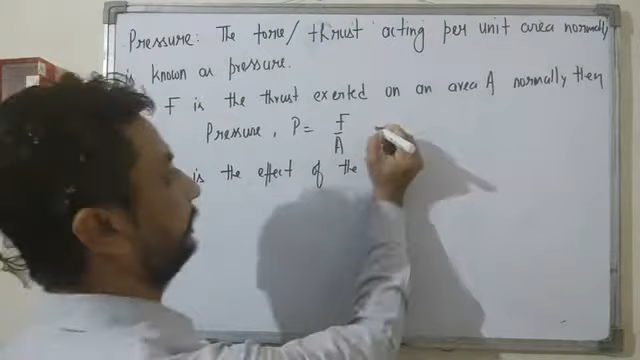 Pressure: The force/ thrust acting per unit area normally
is known as pressure.
F is the thrust exerted on an area A normally then
Pressure, P = F/A
is the effect of the